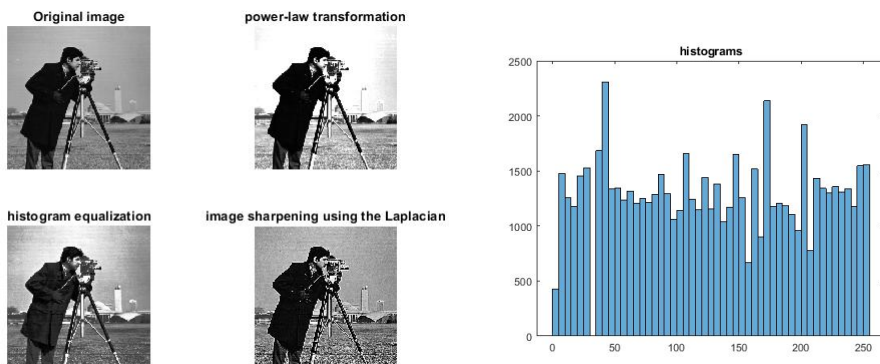 Original image
power-law transformation
histogram equalization
image sharpening using the Laplacian
histograms
2500
2000
1500
1000
500
0
0 50 100 150 200 250